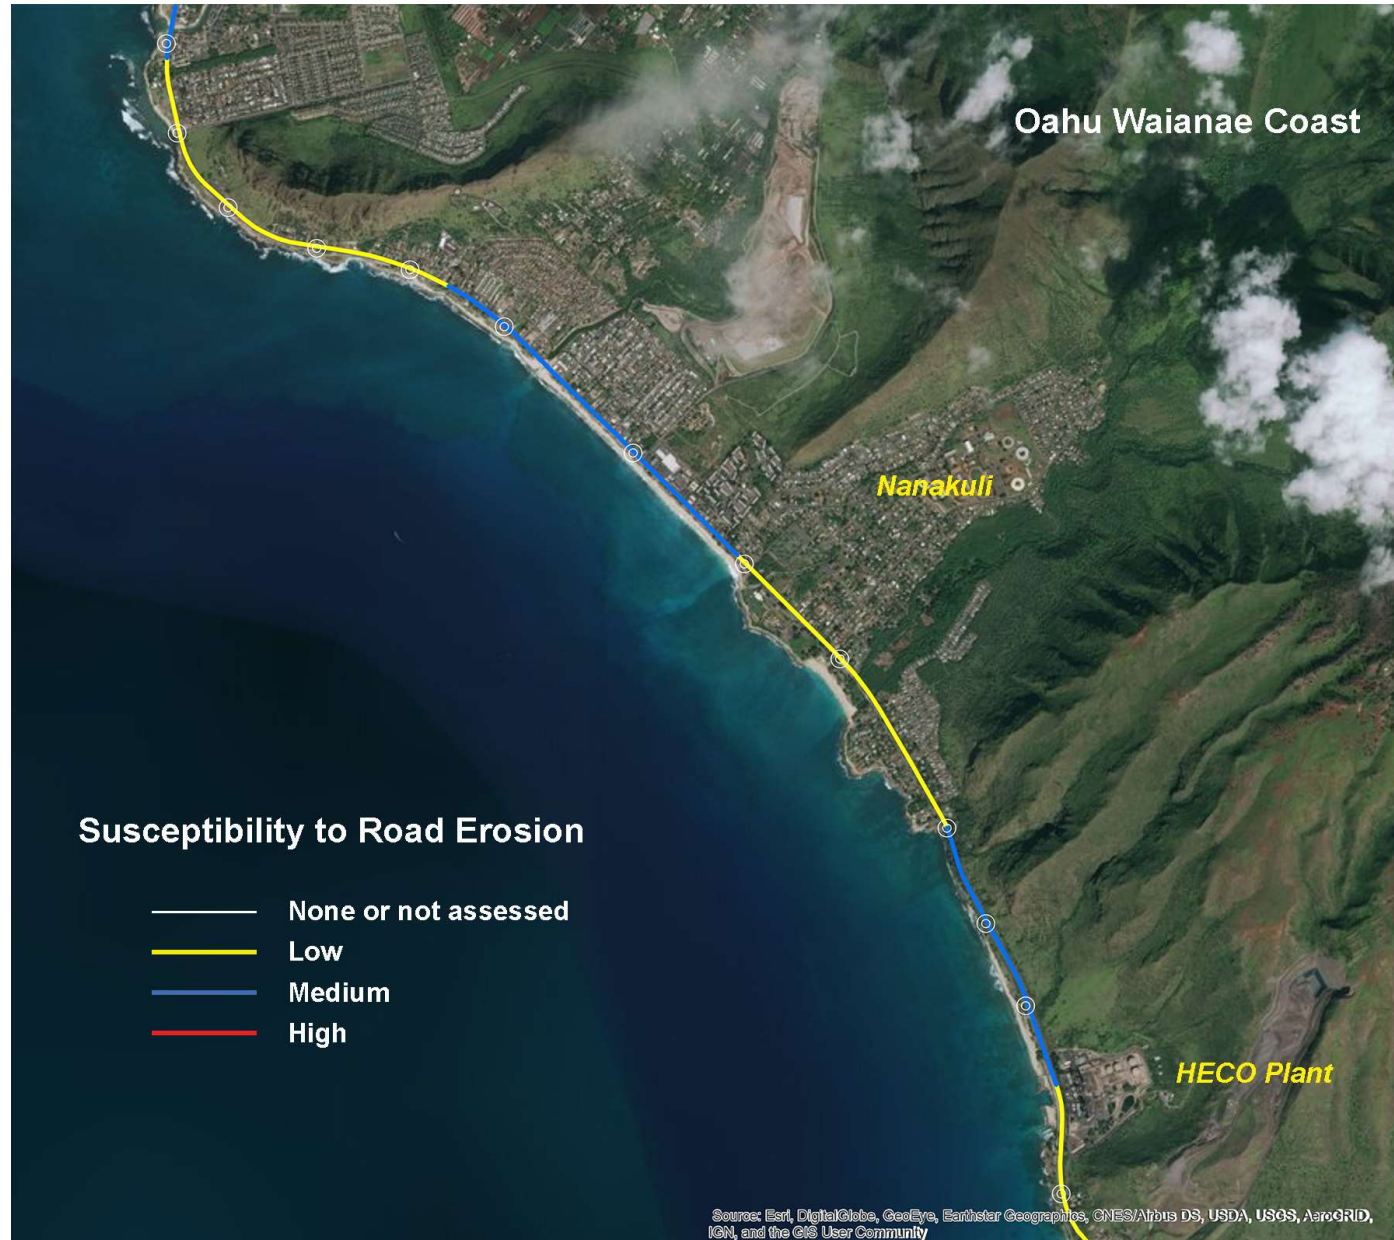 Oahu Waianae Coast
Nanakuli
Susceptibility to Road Erosion
None or not assessed
Low
Medium
High
HECO Plant
Source: Esri, DigitalGlobe, GeoEye, Earthstar Geographics, CNES/Airbus DS, USDA, USGS, AeroGRID,
IGN, and the GIS User Community